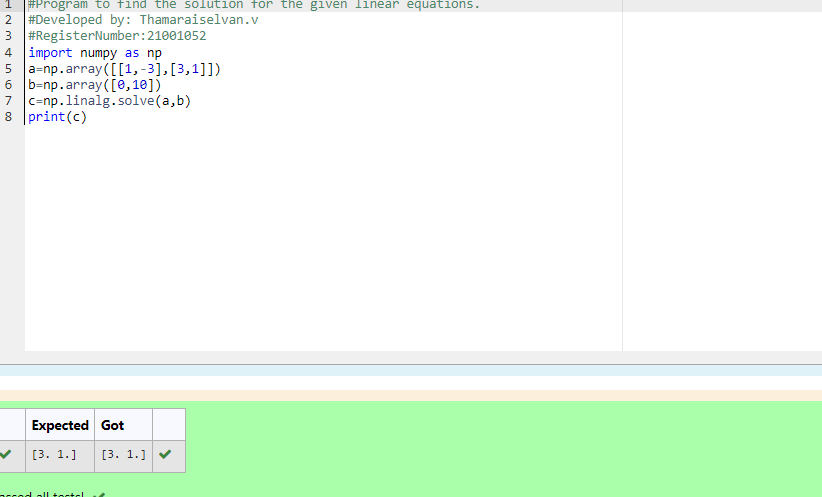 1 #Program to find the solution for the given linear equations.
2 #Developed by: Thamaraiselvan.v
3 #RegisterNumber:21001052
4 import numpy as np
5 a=np.array([[1,-3],[3,1]])
6 b=np.array([0,10])
7 c=np.linalg.solve(a,b)
8 print(c)
Expected Got
[3. 1.] [3. 1.]
all tests!